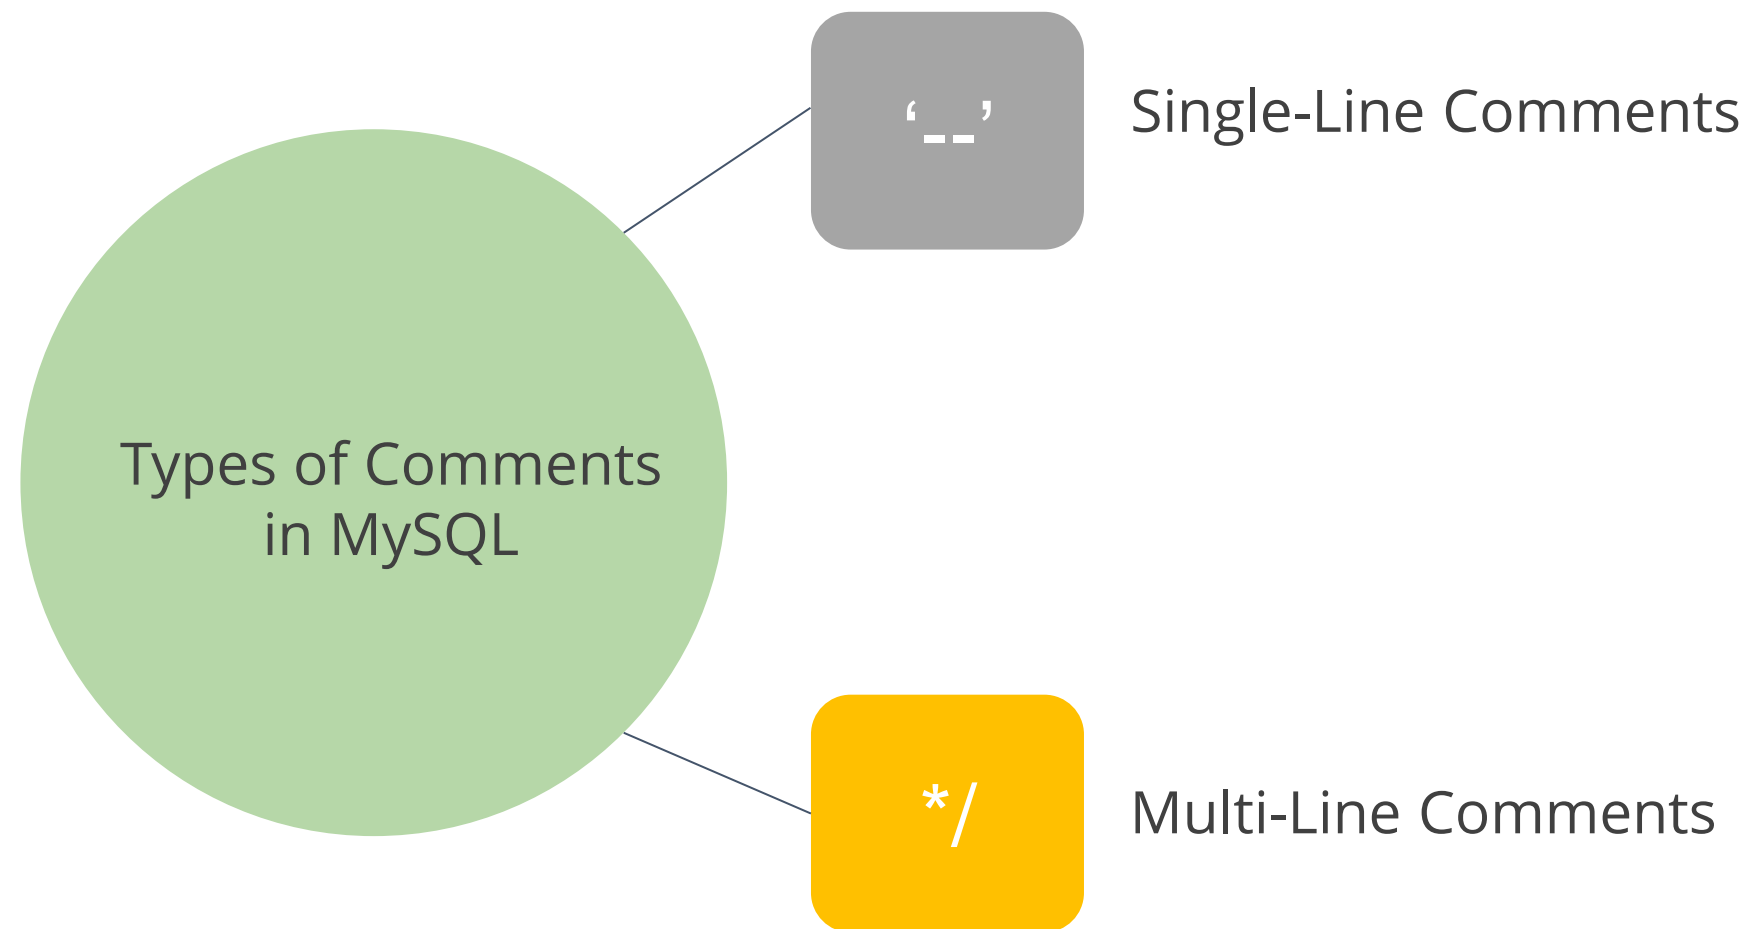 ‘--’
Single-Line Comments
Types of Comments
in MySQL
*/
Multi-Line Comments